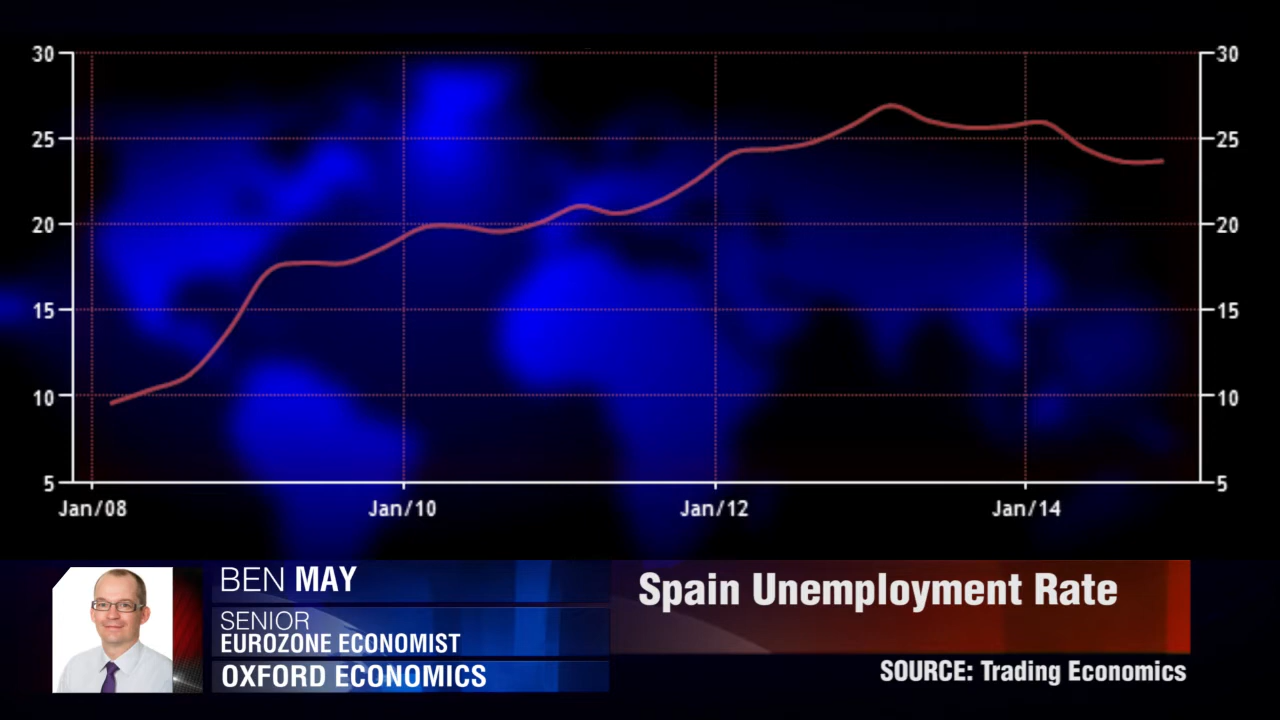 30
30
25
25
20
20
15
15
10
10
5
5
Jan/08
Jan/10
Jan/12
Jan/14
BEN MAY
SENIOR
EUROZONE ECONOMIST
OXFORD ECONOMICS
Spain Unemployment Rate
SOURCE: Trading Economics